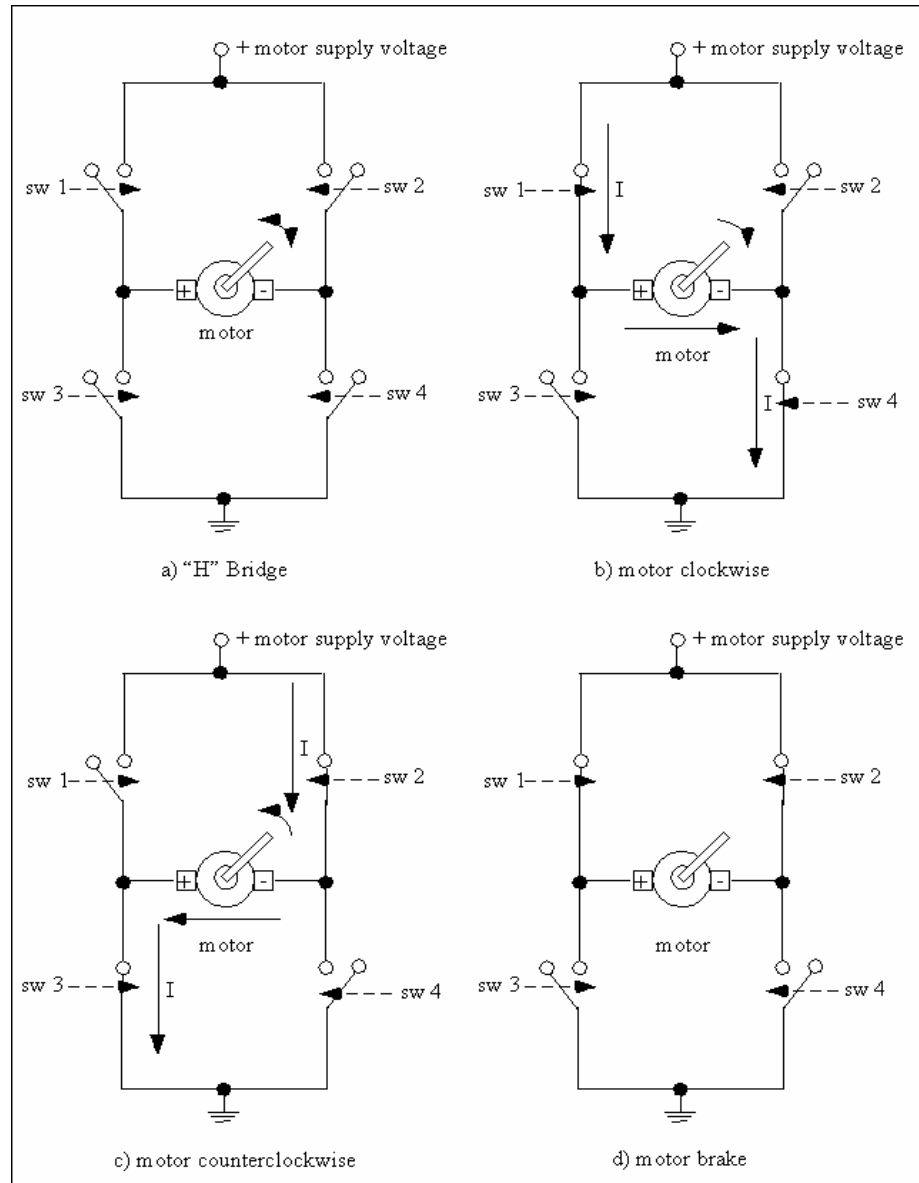 + motor supply voltage
+ motor supply voltage
sw 1
sw 2
sw 1
I
sw 2
+
-
+
-
motor
motor
sw 3
sw 4
sw 3
I
sw 4
a) “H” Bridge
b) motor clockwise
+ motor supply voltage
+ motor supply voltage
I
sw 1
sw 2
sw 1
sw 2
+
-
+
-
motor
motor
sw 3
I
sw 4
sw 3
sw 4
c) motor counterclockwise
d) motor brake